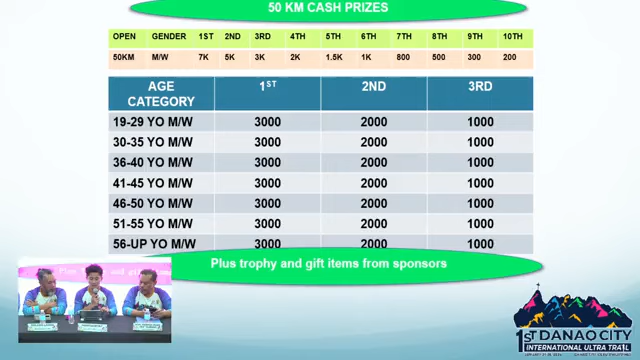 50 KM CASH PRIZES
OPEN GENDER 1ST 2ND 3RD 4TH 5TH 6TH 7TH 8TH 9TH 10TH
50KM M/W 7K 5K 3K 2K 1.5K 1K 800 500 300 200
AGE CATEGORY 1ST 2ND 3RD
19-29 YO M/W 3000 2000 1000
30-35 YO M/W 3000 2000 1000
36-40 YO M/W 3000 2000 1000
41-45 YO M/W 3000 2000 1000
46-50 YO M/W 3000 2000 1000
51-55 YO M/W 3000 2000 1000
56-UP YO M/W 3000 2000 1000
Plus trophy and gift items from sponsors
1ST DANAO CITY
INTERNATIONAL ULTRA TRAIL